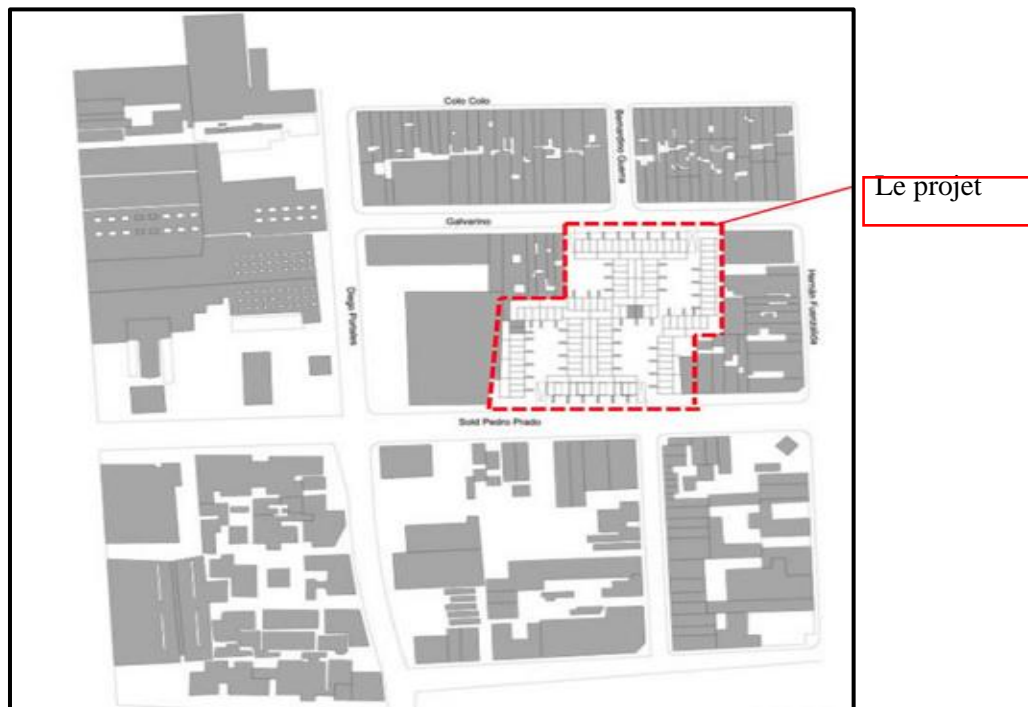 Colo Colo
Bernardino Guerra
Le projet
Galvarino
Diego Portales
Hernán Fuenzalida
Sold Pedro Prado